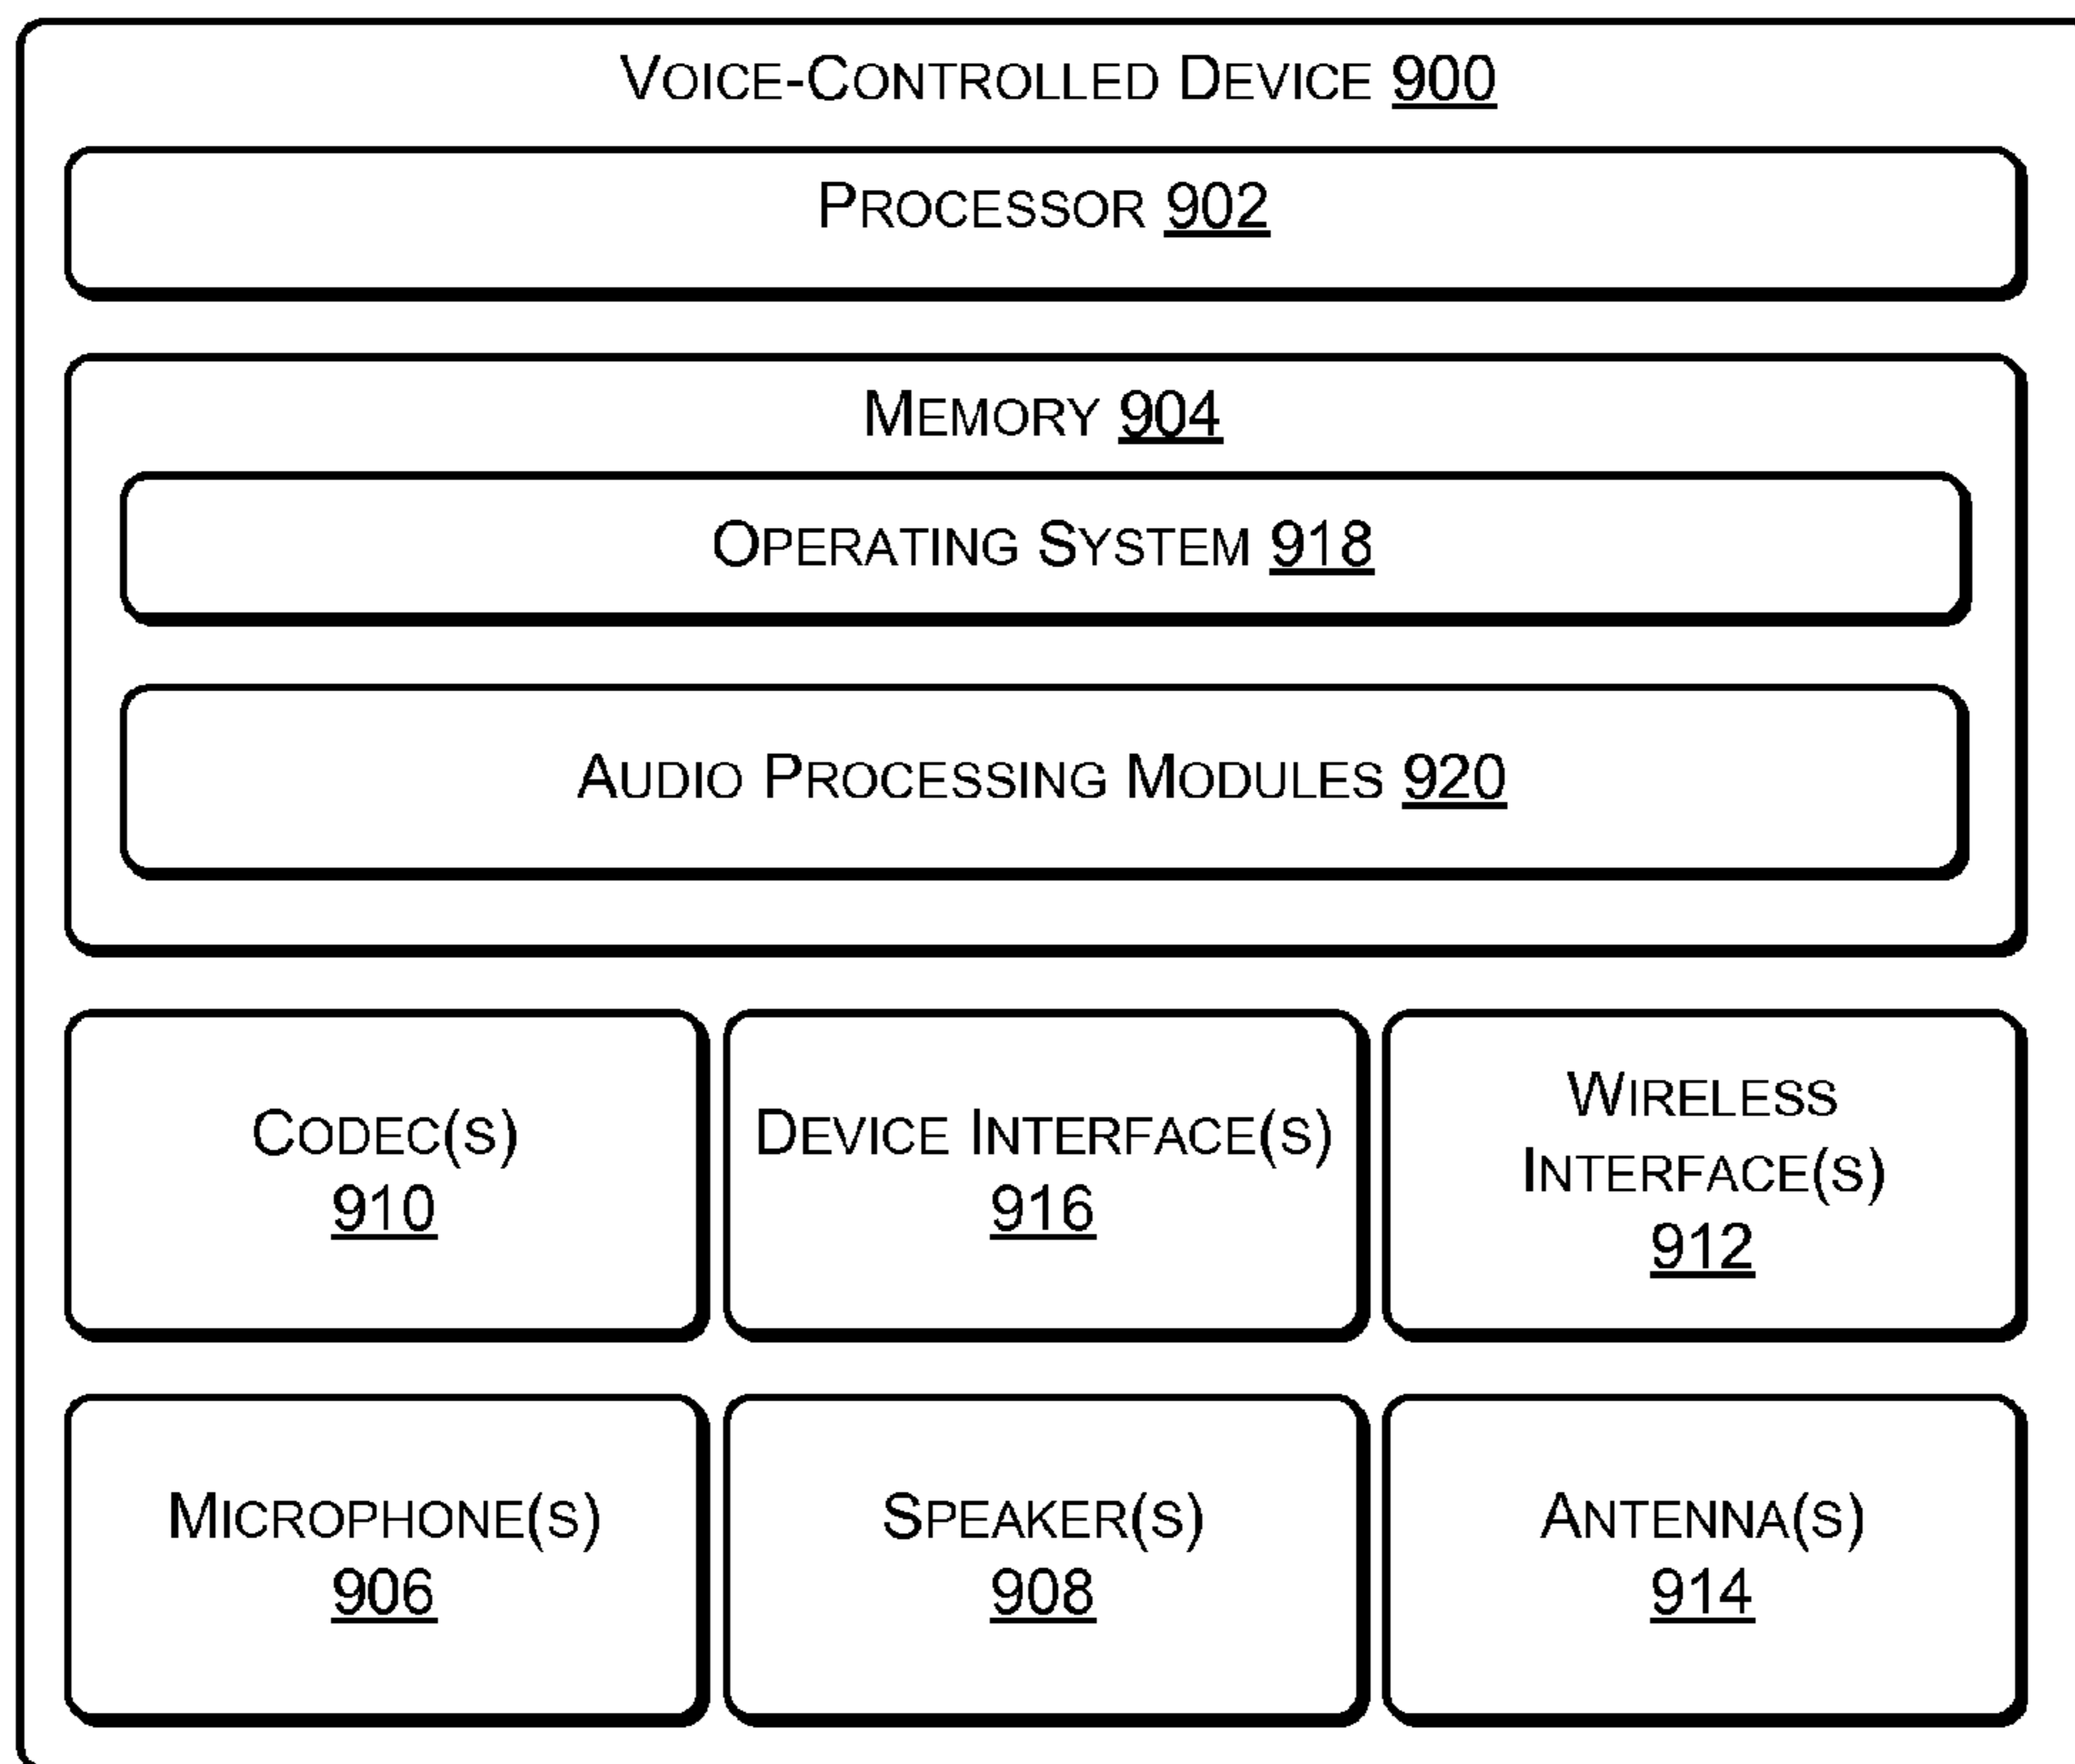 VOICE-CONTROLLED DEVICE 900
PROCESSOR 902
MEMORY 904
OPERATING SYSTEM 918
AUDIO PROCESSING MODULES 920
CODEC(S)
910
DEVICE INTERFACE(S)
916
WIRELESS
INTERFACE(S)
912
MICROPHONE(S)
906
SPEAKER(S)
908
ANTENNA(S)
914